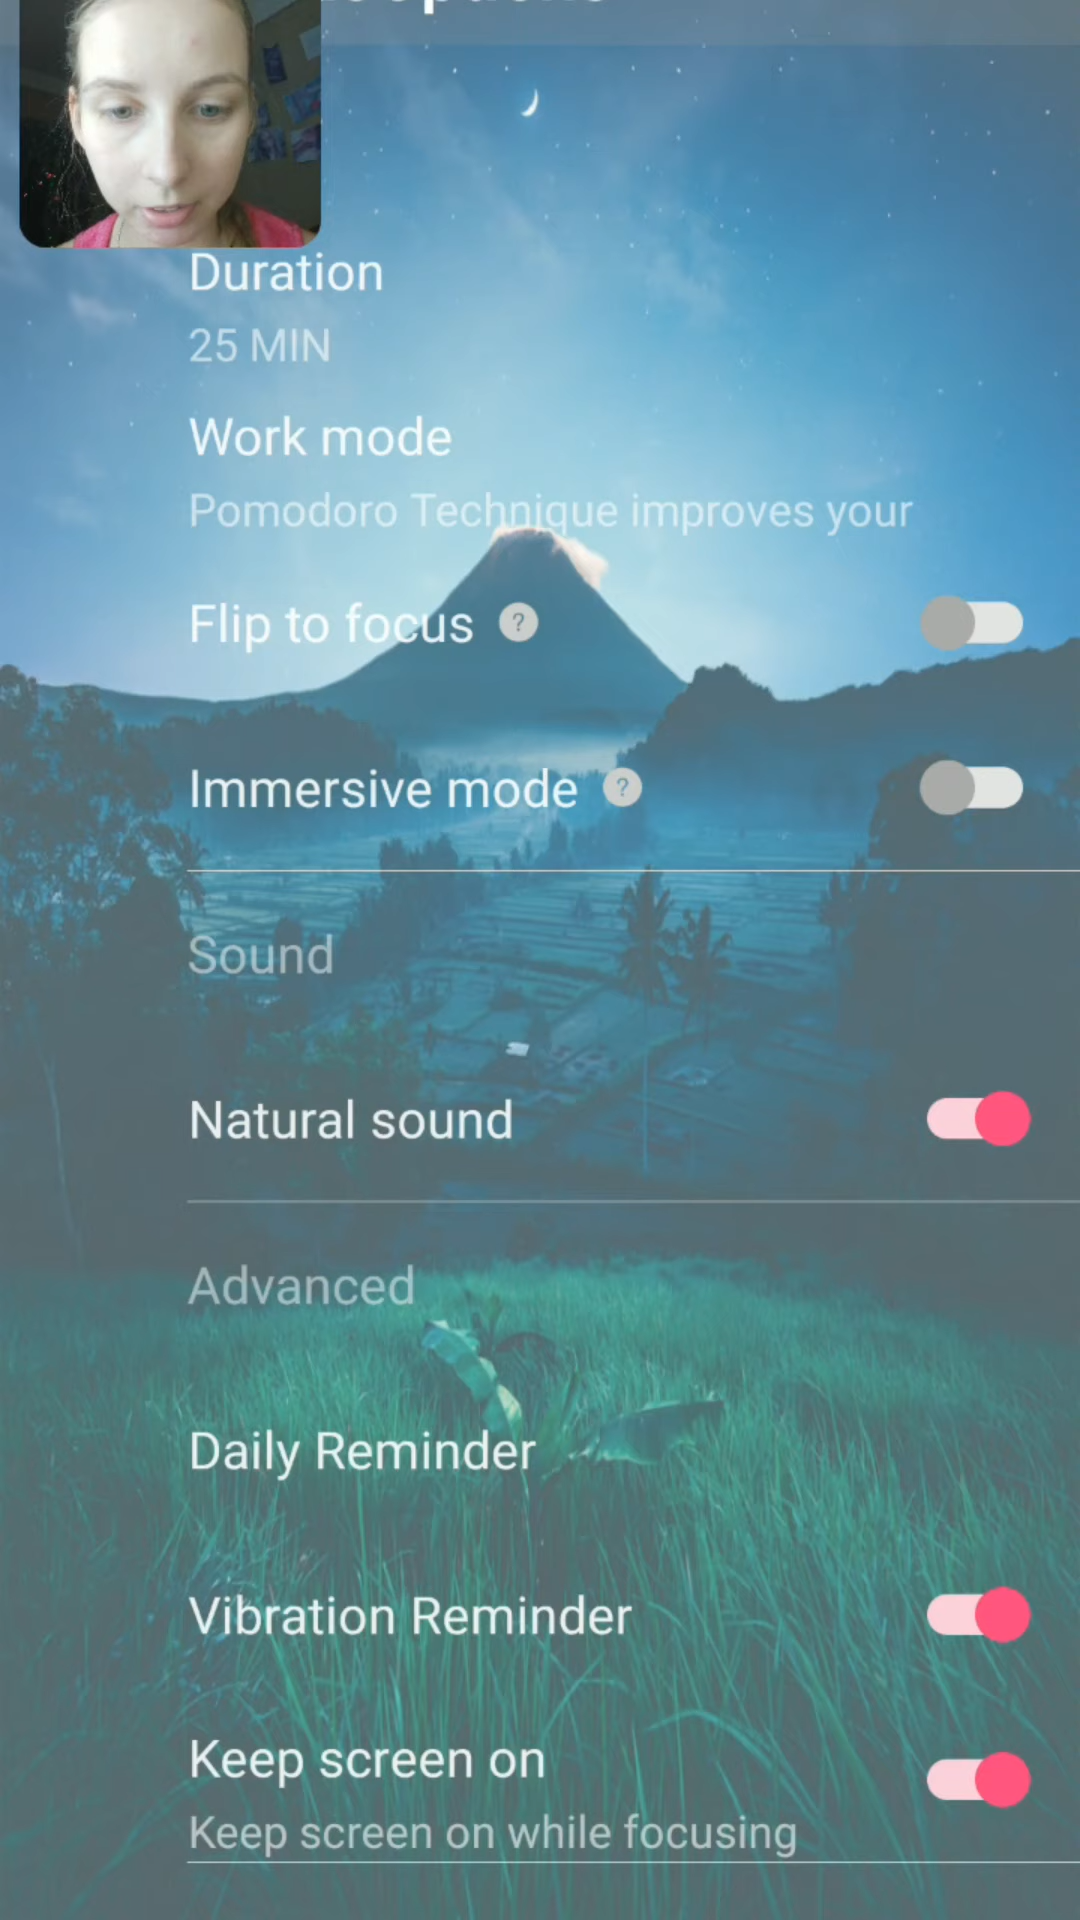 Duration
25 MIN
Work mode
Pomodoro Technique improves your
Flip to focus ?
Immersive mode ?
Sound
Natural sound
Advanced
Daily Reminder
Vibration Reminder
Keep screen on
Keep screen on while focusing